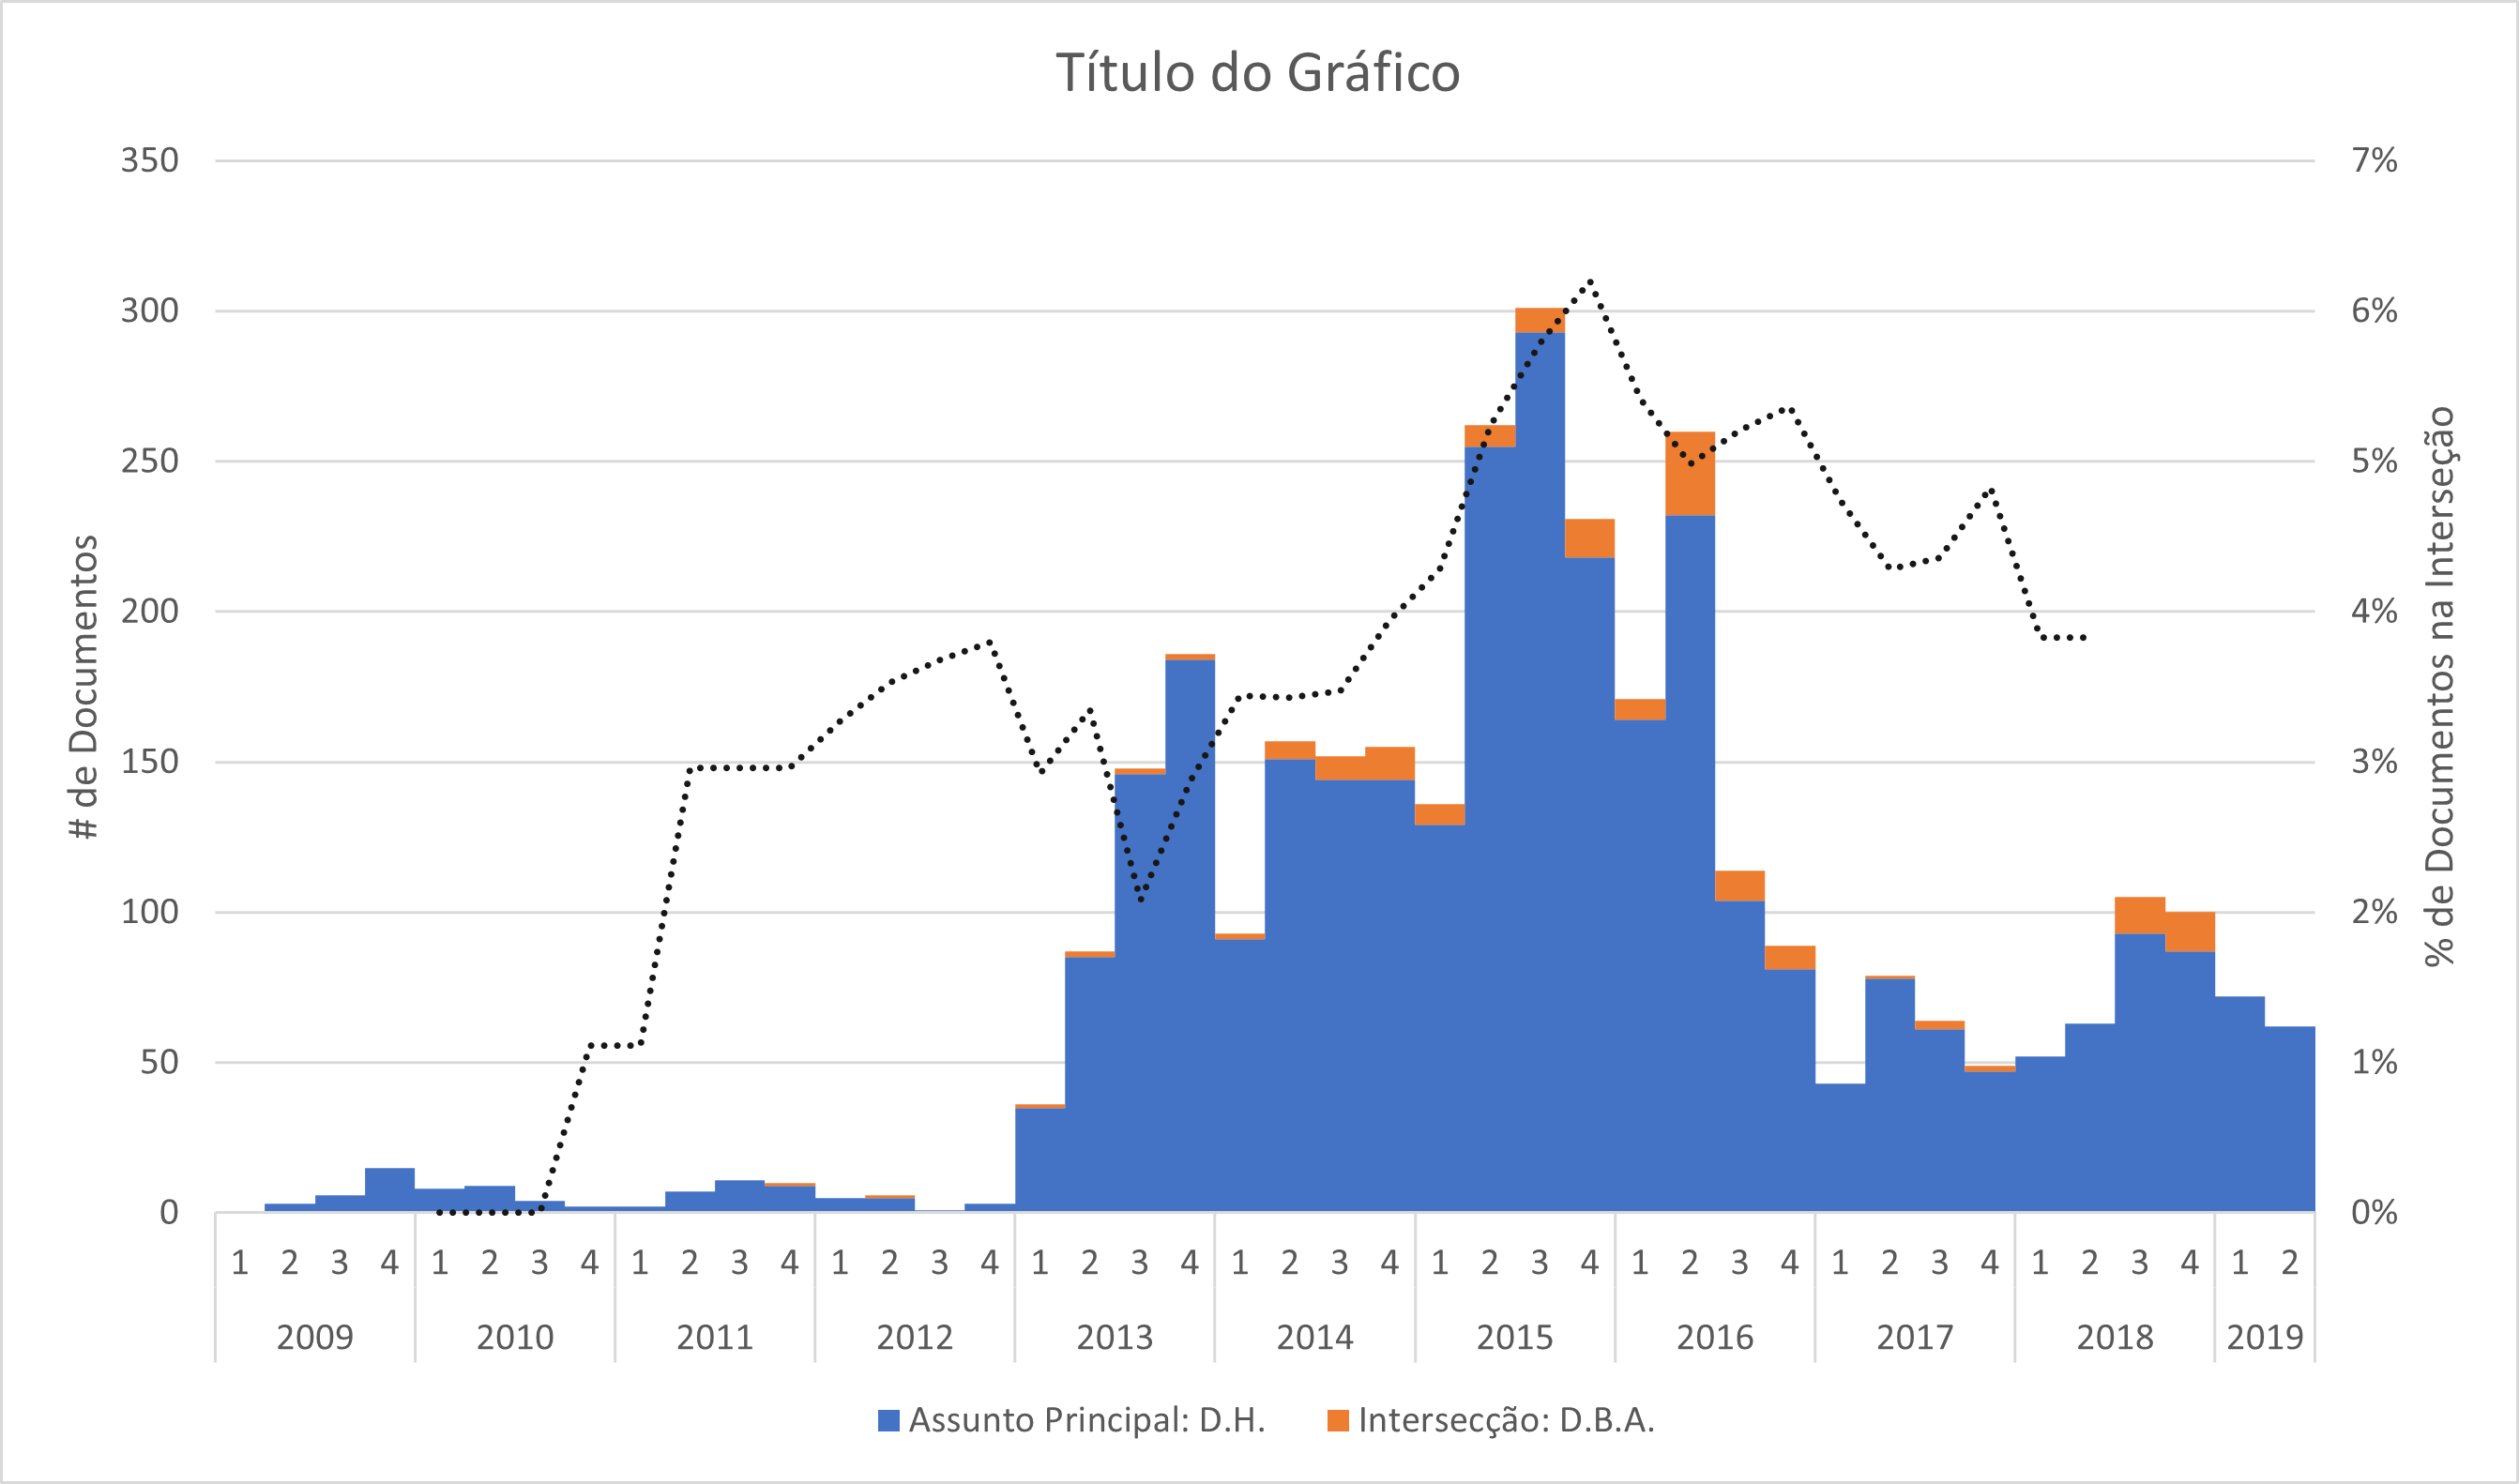 Título do Gráfico
350
300
250
200
150
100
50
0
# de Documentos
7%
6%
5%
4%
3%
2%
1%
0%
% de Documentos na Interseção
1 2 3 4 1 2 3 4 1 2 3 4 1 2 3 4 1 2 3 4 1 2 3 4 1 2 3 4 1 2 3 4 1 2 3 4 1 2 3 4 1 2
2009 2010 2011 2012 2013 2014 2015 2016 2017 2018 2019
Assunto Principal: D.H. Intersecção: D.B.A.